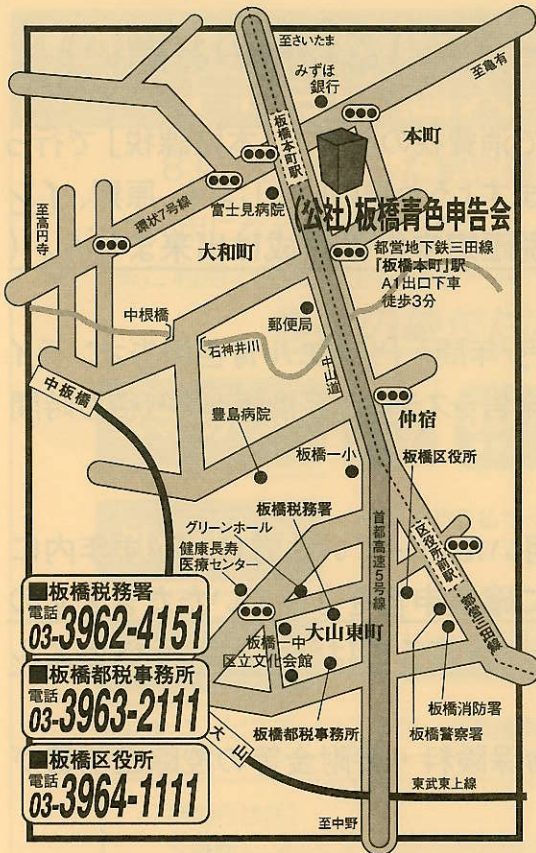 至さいたま
みずほ
銀行
至亀有
本町
板橋本町駅
環状7号線
富士見病院
(公社)板橋青色申告会
至高円寺
大和町
都営地下鉄三田線
「板橋本町」駅
A1出口下車
徒歩3分
中根橋
郵便局
石神井川
中山道
中板橋
仲宿
豊島病院
板橋一小
板橋区役所
板橋税務署
グリーンホール
首都高速5号線
区役所前駅
健康長寿
医療センター
都営三田線
大山東町
板橋一中
区立文化会館
板橋消防署
板橋都税事務所
板橋警察署
大山
東武東上線
至中野
■板橋税務署
電話
03-3962-4151
■板橋都税事務所
電話
03-3963-2111
■板橋区役所
電話
03-3964-1111